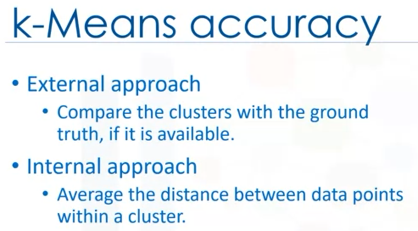 k-Means accuracy
• External approach
• Compare the clusters with the ground
truth, if it is available.
• Internal approach
• Average the distance between data points
within a cluster.